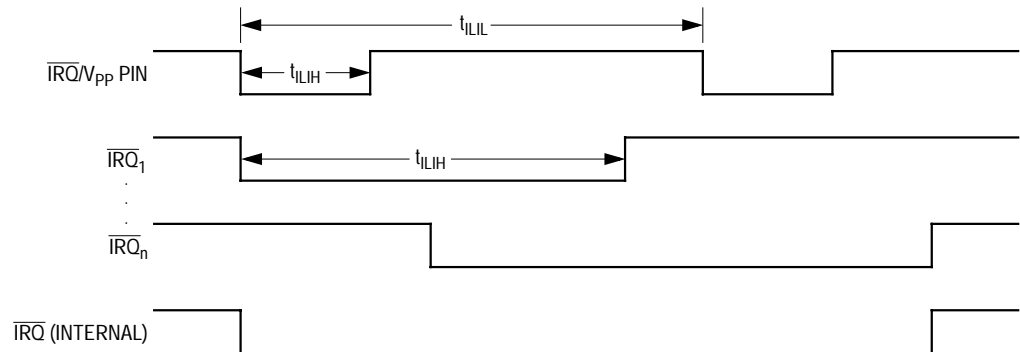 tILIL
IRQ/VPP PIN
tILIH
IRQ1
tILIH
.
.
.
IRQn
IRQ (INTERNAL)